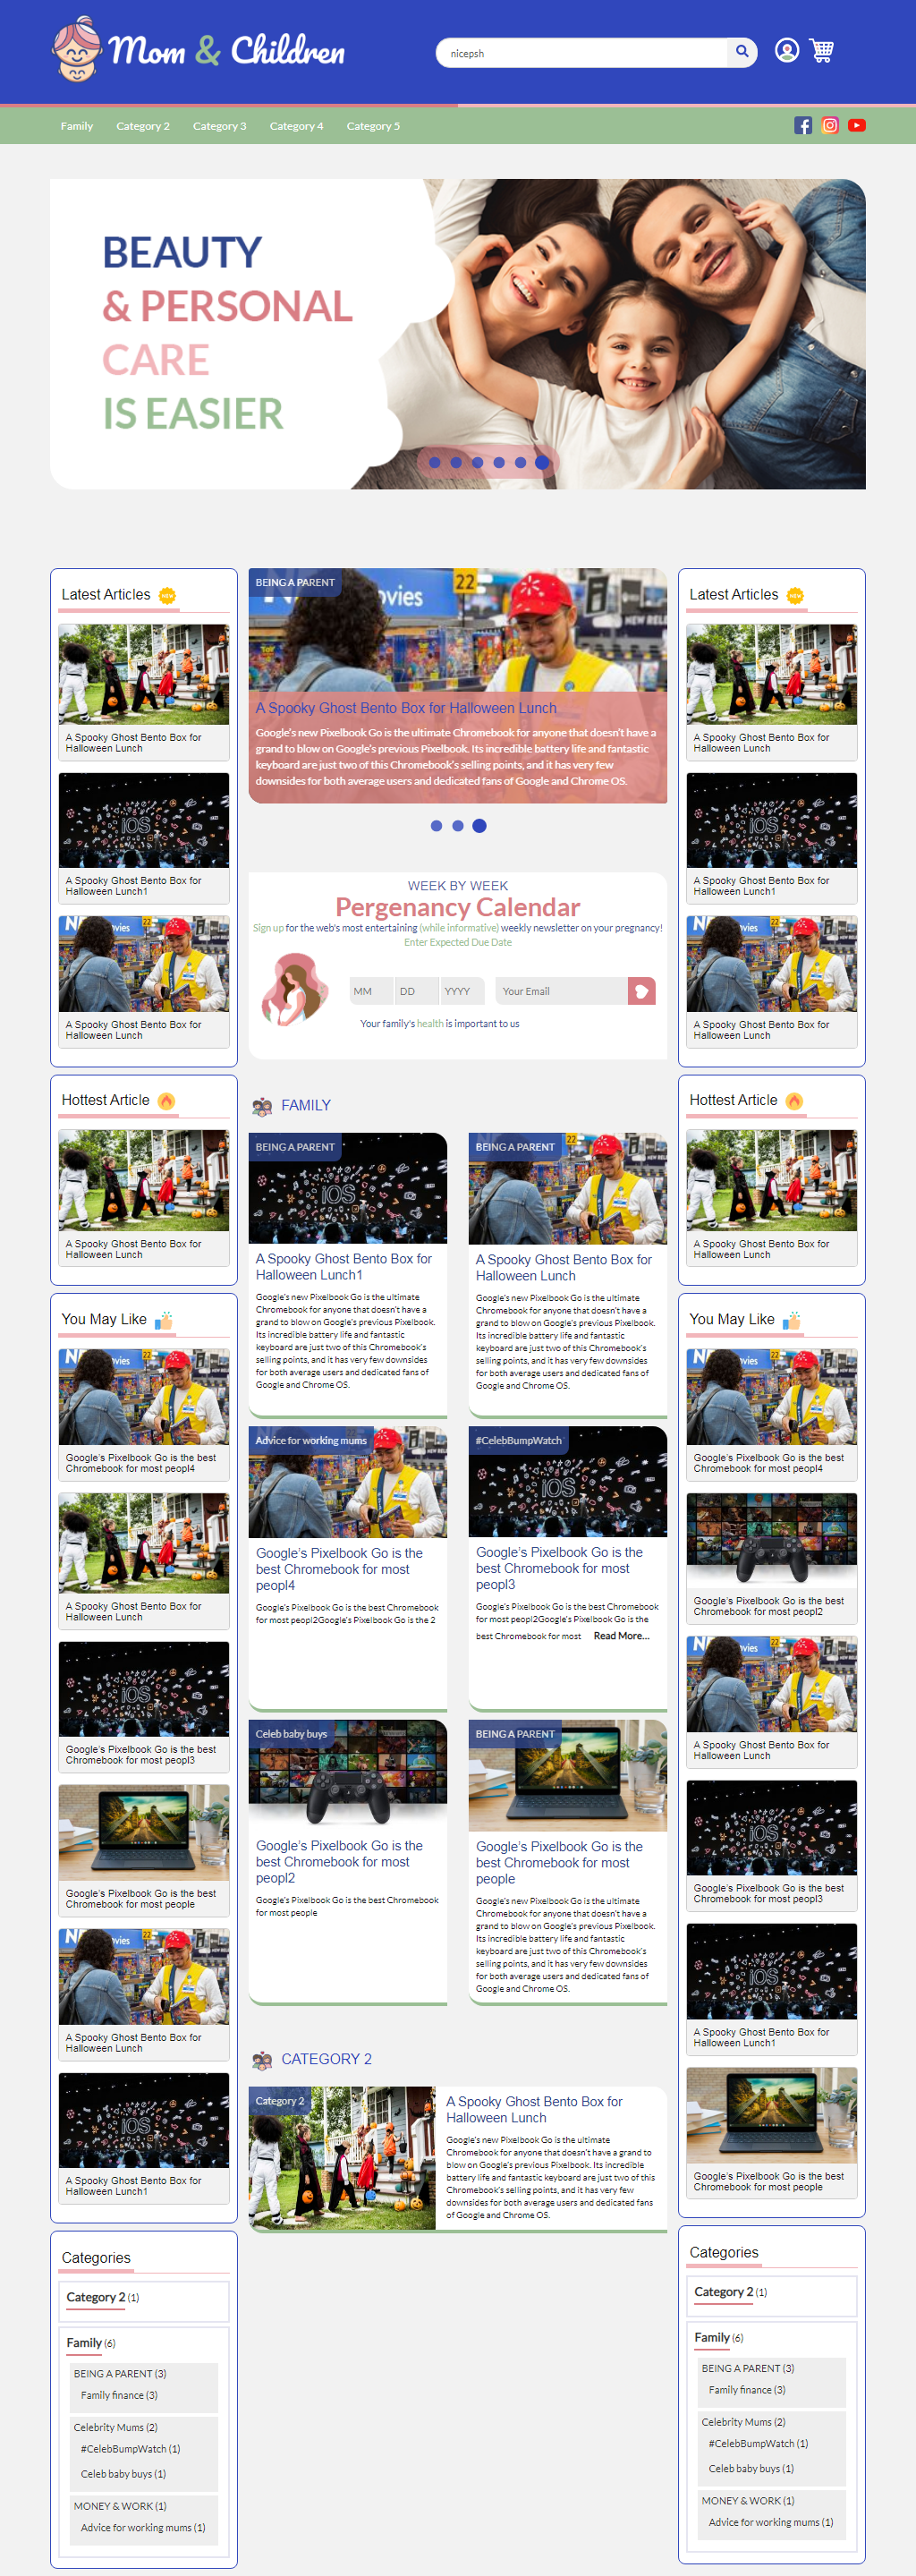 Mom & Children
nicepsh
Family
Category 2
Category 3
Category 4
Category 5
BEAUTY
& PERSONAL
CARE
IS EASIER
Latest Articles
NEW
A Spooky Ghost Bento Box for
Halloween Lunch
iOS
A Spooky Ghost Bento Box for
Halloween Lunch1
22
A Spooky Ghost Bento Box for
Halloween Lunch
Hottest Article
A Spooky Ghost Bento Box for
Halloween Lunch
You May Like
22
Google's Pixelbook Go is the best
Chromebook for most peopl4
A Spooky Ghost Bento Box for
Halloween Lunch
iOS
Google's Pixelbook Go is the best
Chromebook for most peopl3
Google's Pixelbook Go is the best
Chromebook for most people
22
A Spooky Ghost Bento Box for
Halloween Lunch
iOS
A Spooky Ghost Bento Box for
Halloween Lunch1
Categories
Category 2 (1)
Family (6)
BEING A PARENT (3)
Family finance (3)
Celebrity Mums (2)
#CelebBumpWatch (1)
Celeb baby buys (1)
MONEY & WORK (1)
Advice for working mums (1)
BEING A PARENT
22
A Spooky Ghost Bento Box for Halloween Lunch
Google's new Pixelbook Go is the ultimate Chromebook for anyone that doesn't have a
grand to blow on Google's previous Pixelbook. Its incredible battery life and fantastic
keyboard are just two of this Chromebook's selling points, and it has very few
downsides for both average users and dedicated fans of Google and Chrome OS.
WEEK BY WEEK
Pergenancy Calendar
Sign up for the web's most entertaining (while informative) weekly newsletter on your pregnancy!
Enter Expected Due Date
MM
DD
YYYY
Your Email
Your family's health is important to us
FAMILY
BEING A PARENT
iOS
A Spooky Ghost Bento Box for
Halloween Lunch1
Google's new Pixelbook Go is the ultimate
Chromebook for anyone that doesn't have a
grand to blow on Google's previous Pixelbook.
Its incredible battery life and fantastic
keyboard are just two of this Chromebook's
selling points, and it has very few downsides
for both average users and dedicated fans of
Google and Chrome OS.
BEING A PARENT
22
A Spooky Ghost Bento Box for
Halloween Lunch
Google's new Pixelbook Go is the ultimate
Chromebook for anyone that doesn't have a
grand to blow on Google's previous Pixelbook.
Its incredible battery life and fantastic
keyboard are just two of this Chromebook's
selling points, and it has very few downsides
for both average users and dedicated fans of
Google and Chrome OS.
Advice for working mums
Google's Pixelbook Go is the
best Chromebook for most
peopl4
Google's Pixelbook Go is the best Chromebook
for most peopl2Google's Pixelbook Go is the 2
#CelebBumpWatch
iOS
Google's Pixelbook Go is the
best Chromebook for most
peopl3
Google's Pixelbook Go is the best Chromebook
for most peopl2Google's Pixelbook Go is the
best Chromebook for most Read More...
Celeb baby buys
Google's Pixelbook Go is the
best Chromebook for most
peopl2
Google's Pixelbook Go is the best Chromebook
for most people
BEING A PARENT
Google's Pixelbook Go is the
best Chromebook for most
people
Google's new Pixelbook Go is the ultimate
Chromebook for anyone that doesn't have a
grand to blow on Google's previous Pixelbook.
Its incredible battery life and fantastic
keyboard are just two of this Chromebook's
selling points, and it has very few downsides
for both average users and dedicated fans of
Google and Chrome OS.
CATEGORY 2
Category 2
A Spooky Ghost Bento Box for
Halloween Lunch
Google's new Pixelbook Go is the ultimate
Chromebook for anyone that doesn't have a grand to
blow on Google's previous Pixelbook. Its incredible
battery life and fantastic keyboard are just two of this
Chromebook's selling points, and it has very few
downsides for both average users and dedicated fans
of Google and Chrome OS.
Latest Articles
NEW
A Spooky Ghost Bento Box for
Halloween Lunch
iOS
A Spooky Ghost Bento Box for
Halloween Lunch1
22
A Spooky Ghost Bento Box for
Halloween Lunch
Hottest Article
A Spooky Ghost Bento Box for
Halloween Lunch
You May Like
22
Google's Pixelbook Go is the best
Chromebook for most peopl4
Google's Pixelbook Go is the best
Chromebook for most peopl2
22
A Spooky Ghost Bento Box for
Halloween Lunch
iOS
Google's Pixelbook Go is the best
Chromebook for most peopl3
iOS
A Spooky Ghost Bento Box for
Halloween Lunch1
Google's Pixelbook Go is the best
Chromebook for most people
Categories
Category 2 (1)
Family (6)
BEING A PARENT (3)
Family finance (3)
Celebrity Mums (2)
#CelebBumpWatch (1)
Celeb baby buys (1)
MONEY & WORK (1)
Advice for working mums (1)